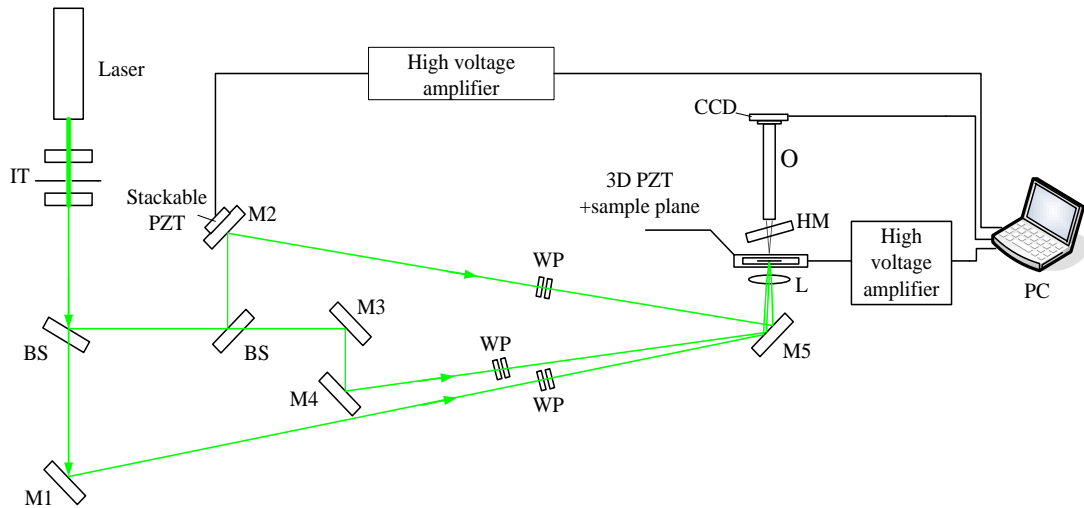 Laser
High voltage
amplifier
CCD
O
IT
Stackable
PZT
M2
3D PZT
+sample plane
HM
High
voltage
amplifier
PC
WP
L
M3
BS
BS
WP
M5
M4
WP
M1